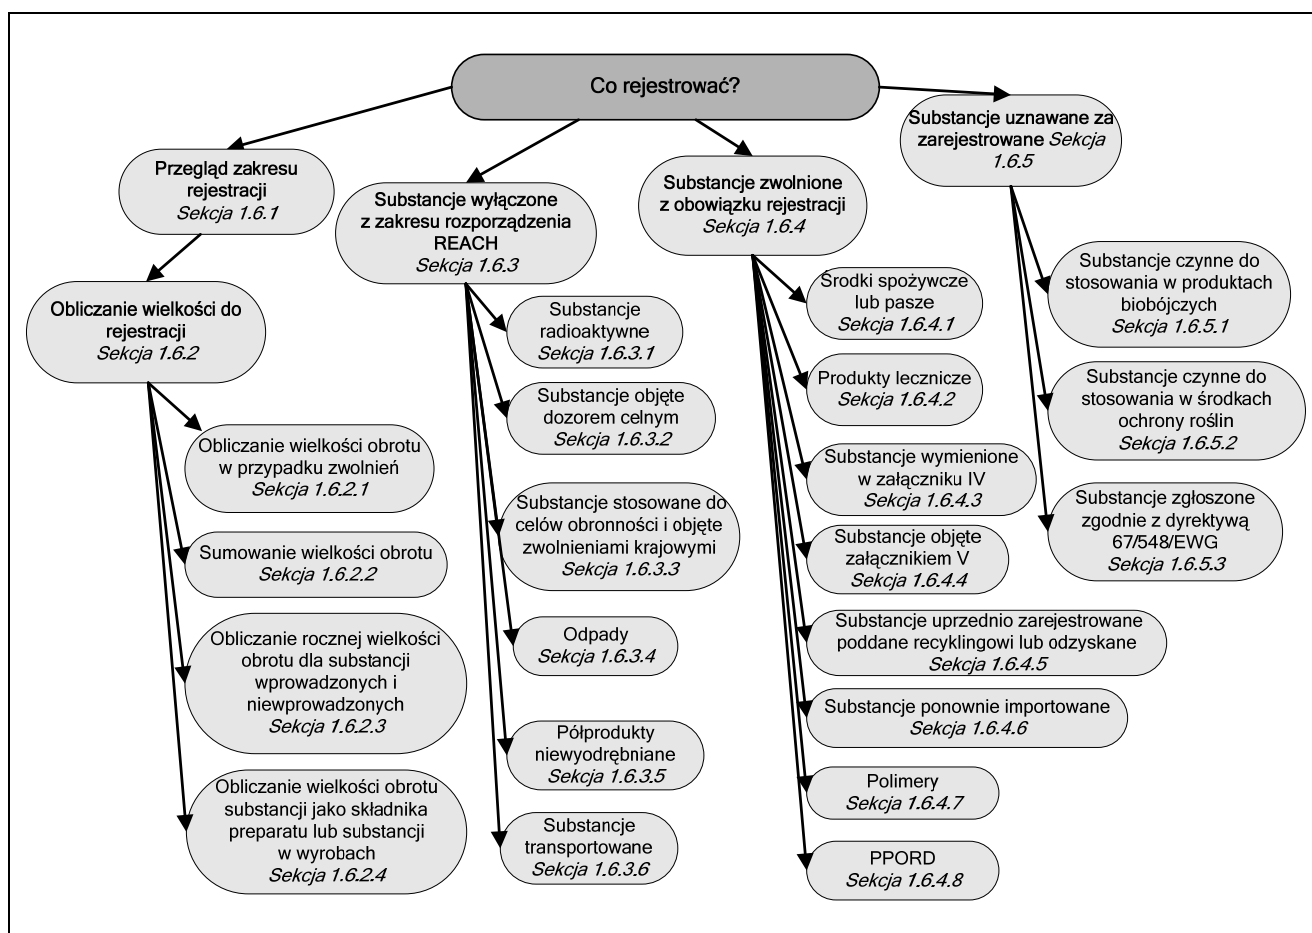 Co rejestrować?
Przegląd zakresu
rejestracji
Sekcja 1.6.1
Obliczanie wielkości do
rejestracji
Sekcja 1.6.2
Obliczanie wielkości obrotu
w przypadku zwolnień
Sekcja 1.6.2.1
Sumowanie wielkości obrotu
Sekcja 1.6.2.2
Obliczanie rocznej wielkości
obrotu dla substancji
wprowadzonych i
niewprowadzonych
Sekcja 1.6.2.3
Obliczanie wielkości obrotu
substancji jako składnika
preparatu lub substancji
w wyrobach
Sekcja 1.6.2.4
Substancje wyłączone
z zakresu rozporządzenia
REACH
Sekcja 1.6.3
Substancje
radioaktywne
Sekcja 1.6.3.1
Substancje objęte
dozorem celnym
Sekcja 1.6.3.2
Substancje stosowane do
celów obronności i objęte
zwolnieniami krajowymi
Sekcja 1.6.3.3
Odpady
Sekcja 1.6.3.4
Półprodukty
niewyodrębniane
Sekcja 1.6.3.5
Substancje
transportowane
Sekcja 1.6.3.6
Substancje zwolnione
z obowiązku rejestracji
Sekcja 1.6.4
Środki spożywcze
lub pasze
Sekcja 1.6.4.1
Produkty lecznicze
Sekcja 1.6.4.2
Substancje wymienione
w załączniku IV
Sekcja 1.6.4.3
Substancje objęte
załącznikiem V
Sekcja 1.6.4.4
Substancje uprzednio zarejestrowane
poddane recyklingowi lub odzyskane
Sekcja 1.6.4.5
Substancje ponownie importowane
Sekcja 1.6.4.6
Polimery
Sekcja 1.6.4.7
PPORD
Sekcja 1.6.4.8
Substancje uznawane za
zarejestrowane Sekcja
1.6.5
Substancje czynne do
stosowania w produktach
biobójczych
Sekcja 1.6.5.1
Substancje czynne do
stosowania w środkach
ochrony roślin
Sekcja 1.6.5.2
Substancje zgłoszone
zgodnie z dyrektywą
67/548/EWG
Sekcja 1.6.5.3